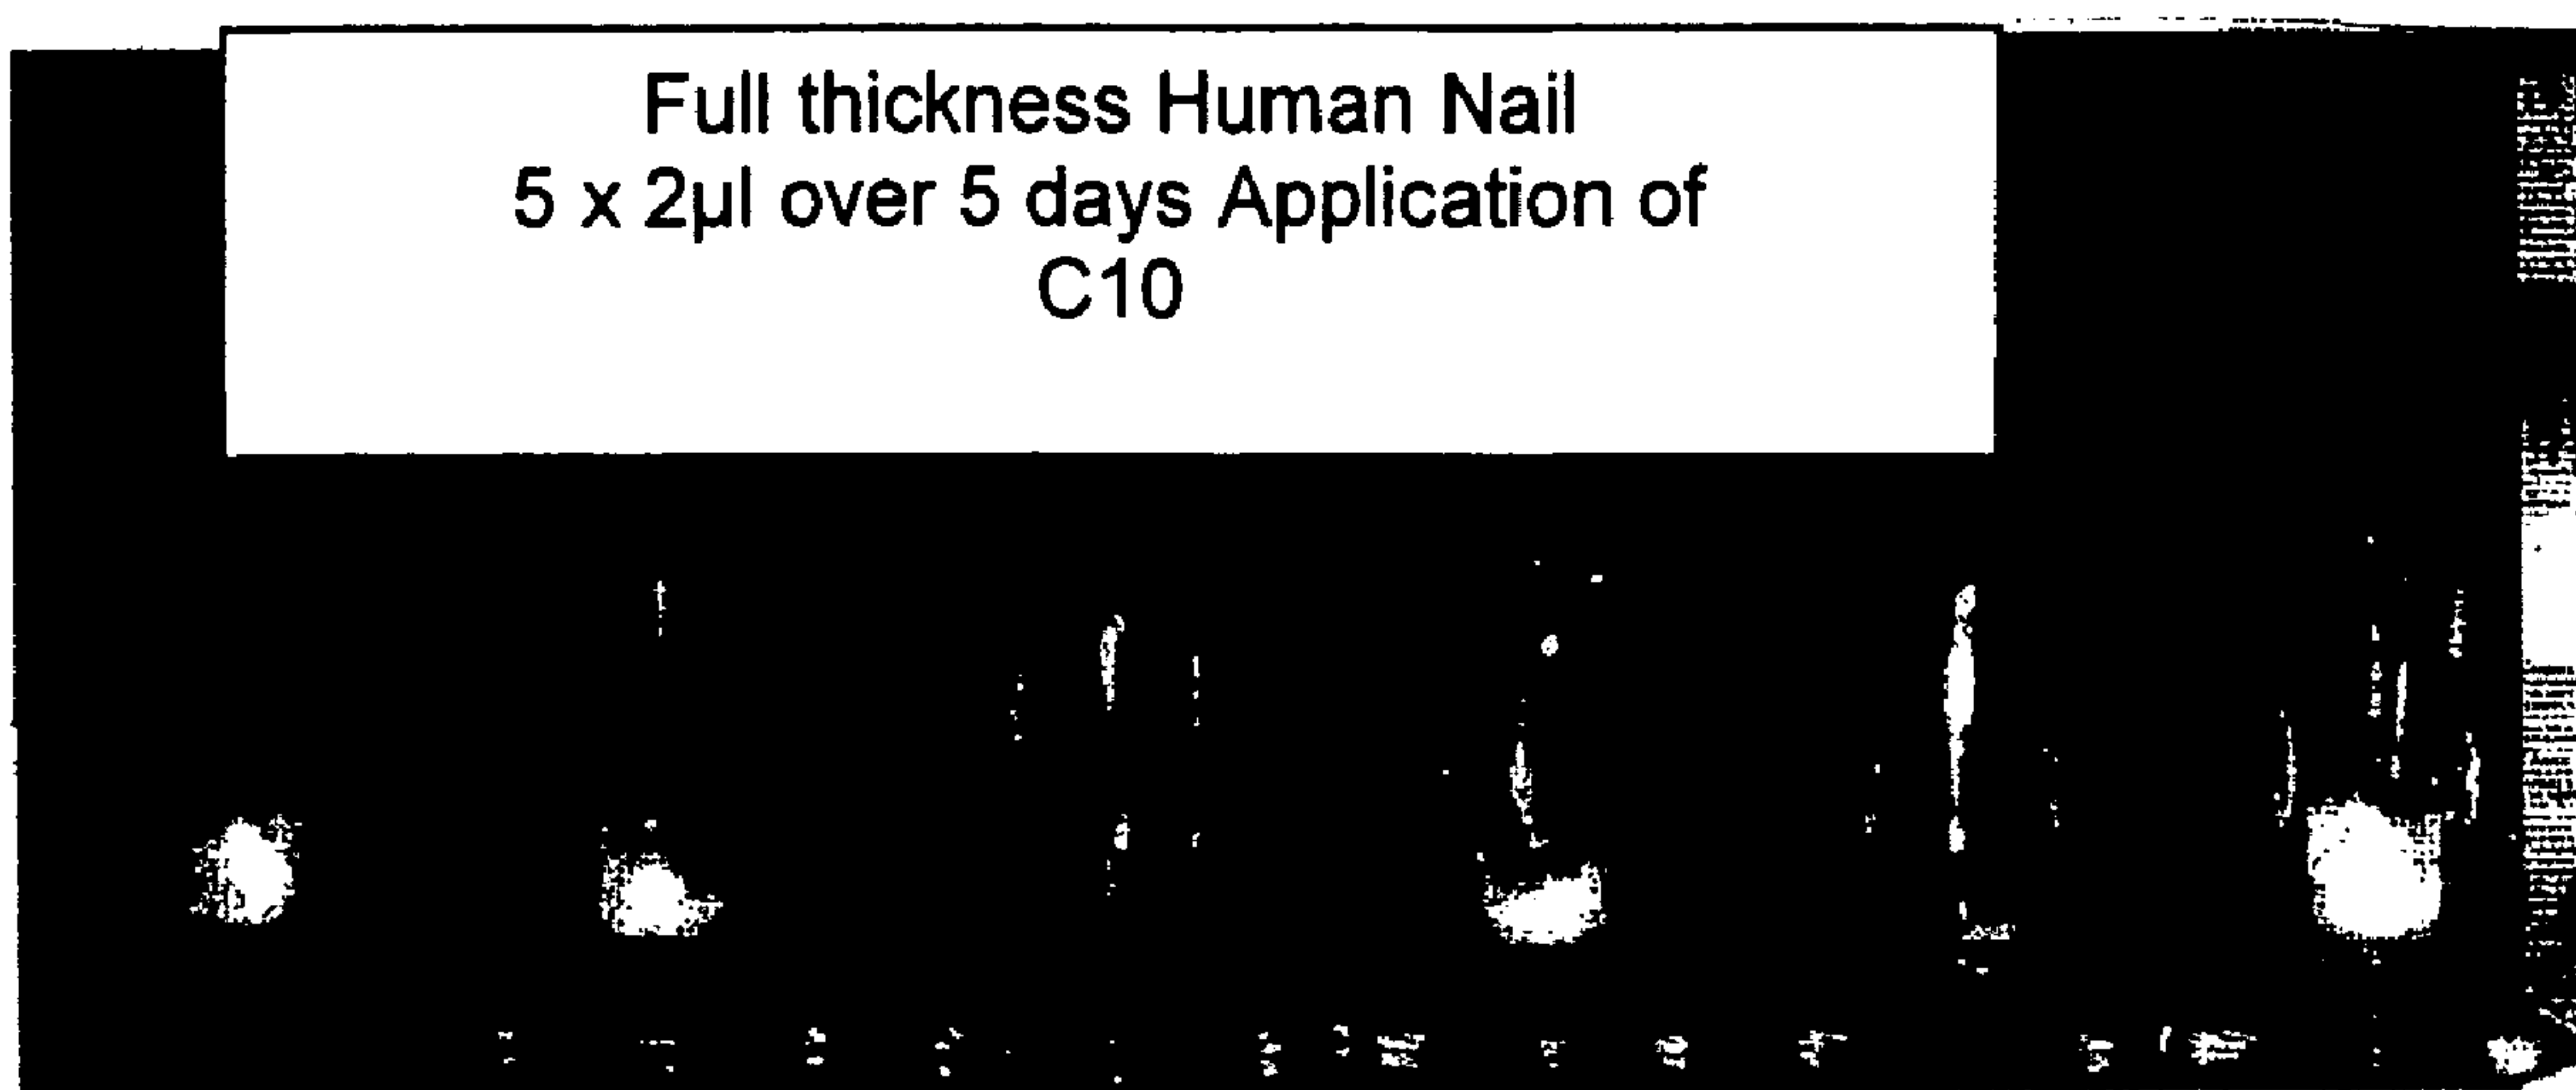 Full thickness Human Nail
5 x 2µl over 5 days Application of
C10